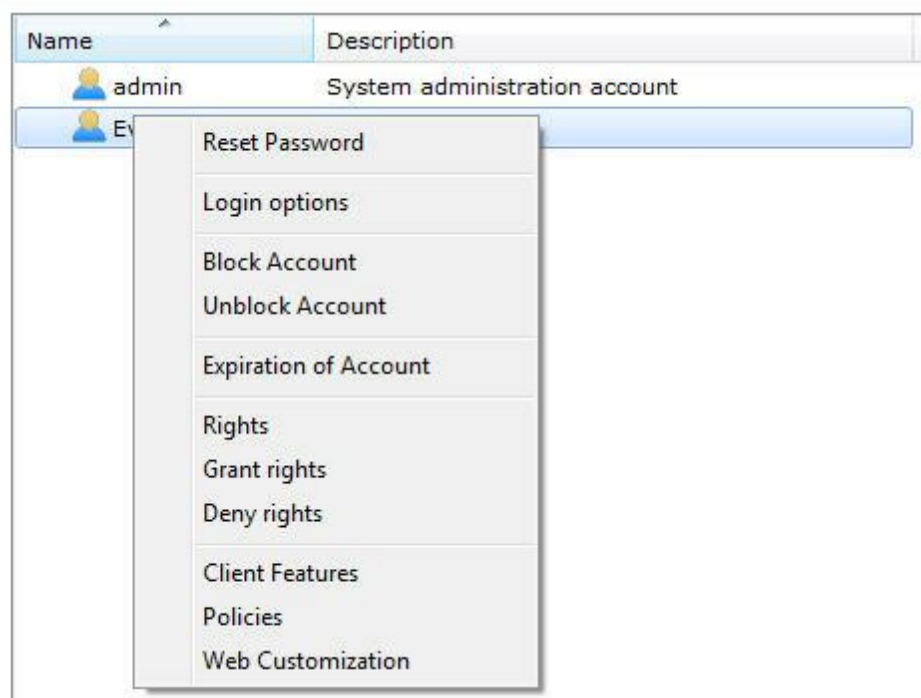 Name Description
admin System administration account
Reset Password
Login options
Block Account
Unblock Account
Expiration of Account
Rights
Grant rights
Deny rights
Client Features
Policies
Web Customization